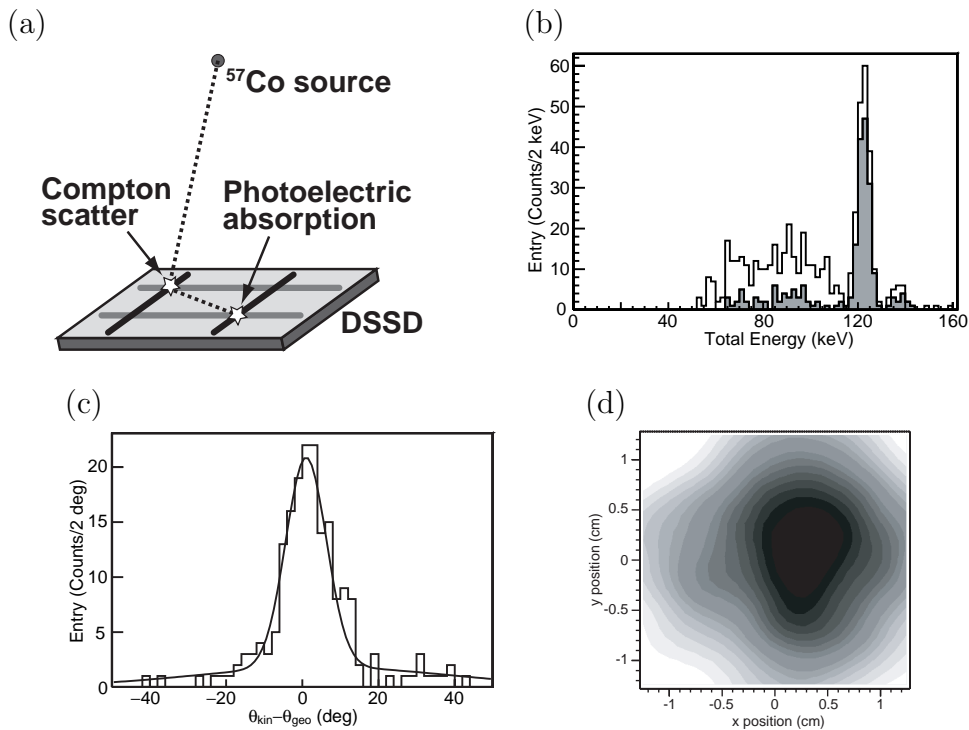 (a)
⁵⁷Co source
Compton
scatter
Photoelectric
absorption
DSSD
(b)
Entry (Counts/2 keV)
60
50
40
30
20
10
0
0 40 80 120 160
Total Energy (keV)
(c)
Entry (Counts/2 deg)
20
15
10
5
0
−40 −20 0 20 40
θkin−θgeo (deg)
(d)
y position (cm)
1
0.5
0
-0.5
-1
-1 -0.5 0 0.5 1
x position (cm)